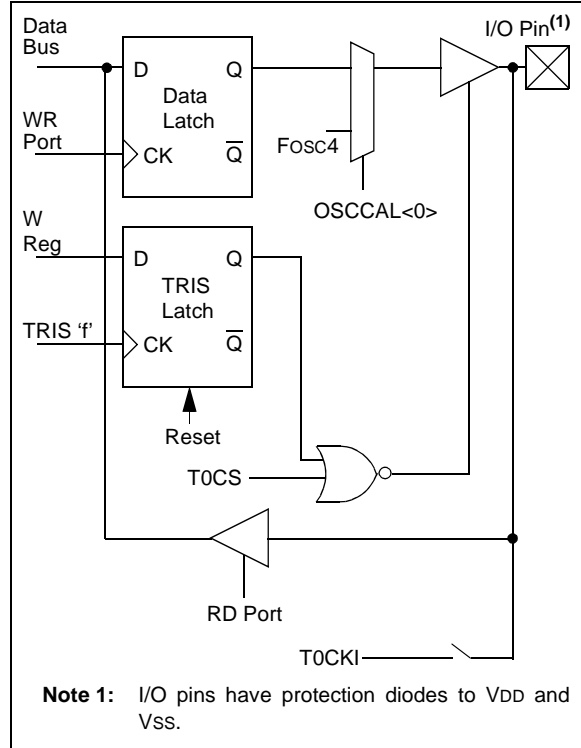 Data
Bus
I/O Pin(1)
D Q
Data
Latch
WR
Port
CK Q̅
FOSC4
OSCCAL<0>
W
Reg
D Q
TRIS
Latch
TRIS ‘f’
CK Q̅
Reset
T0CS
RD Port
T0CKI
Note 1: I/O pins have protection diodes to VDD and
VSS.